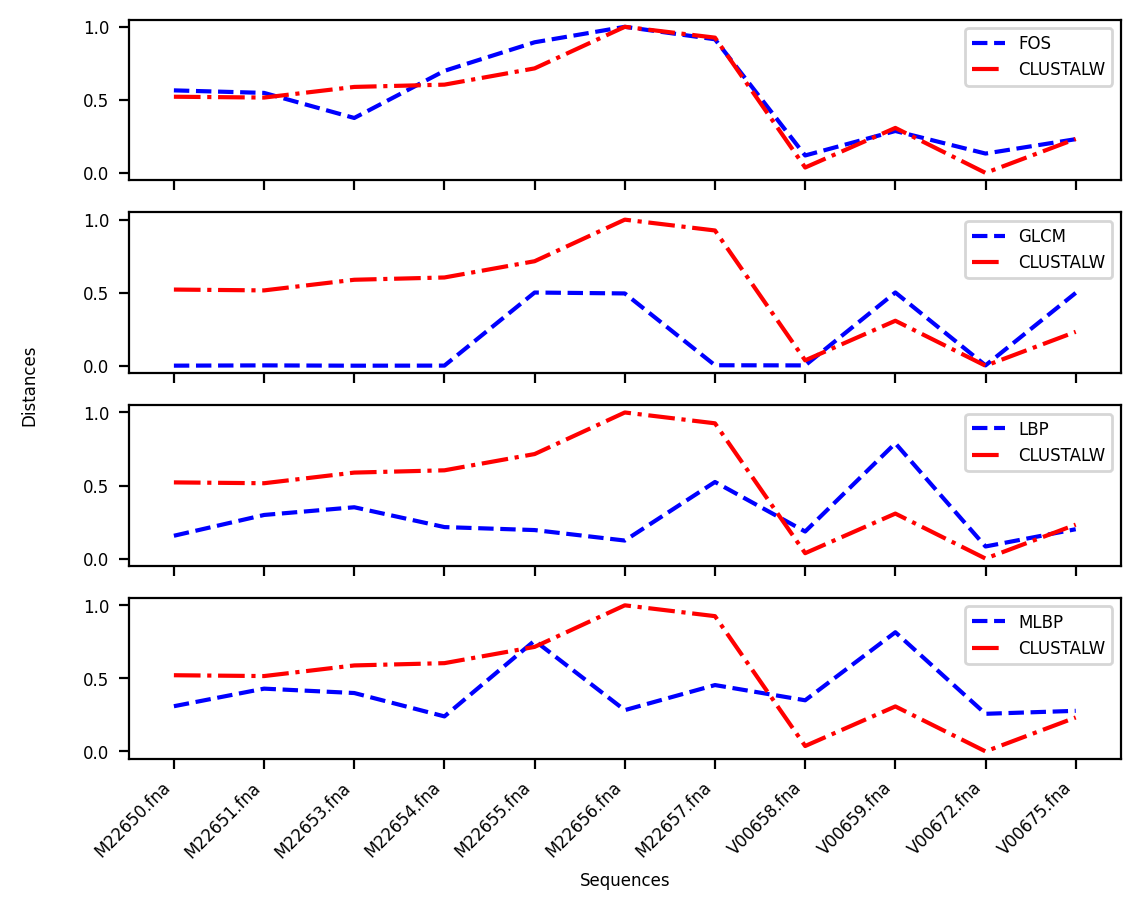 1.0
0.5
0.0
FOS
CLUSTALW
1.0
0.5
0.0
GLCM
CLUSTALW
Distances
1.0
0.5
0.0
LBP
CLUSTALW
1.0
0.5
0.0
MLBP
CLUSTALW
M22650.fna
M22651.fna
M22653.fna
M22654.fna
M22655.fna
M22656.fna
M22657.fna
V00658.fna
V00659.fna
V00672.fna
V00675.fna
Sequences